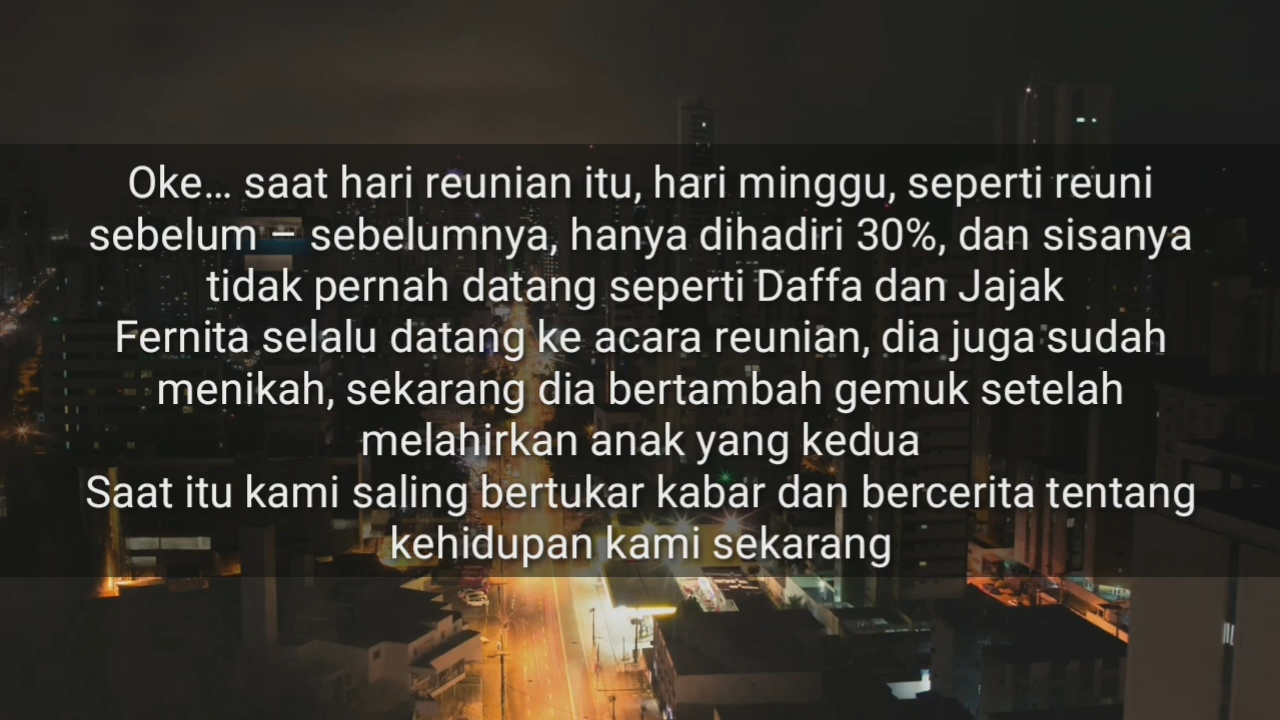 Oke... saat hari reunian itu, hari minggu, seperti reuni
sebelum – sebelumnya, hanya dihadiri 30%, dan sisanya
tidak pernah datang seperti Daffa dan Jajak
Fernita selalu datang ke acara reunian, dia juga sudah
menikah, sekarang dia bertambah gemuk setelah
melahirkan anak yang kedua
Saat itu kami saling bertukar kabar dan bercerita tentang
kehidupan kami sekarang